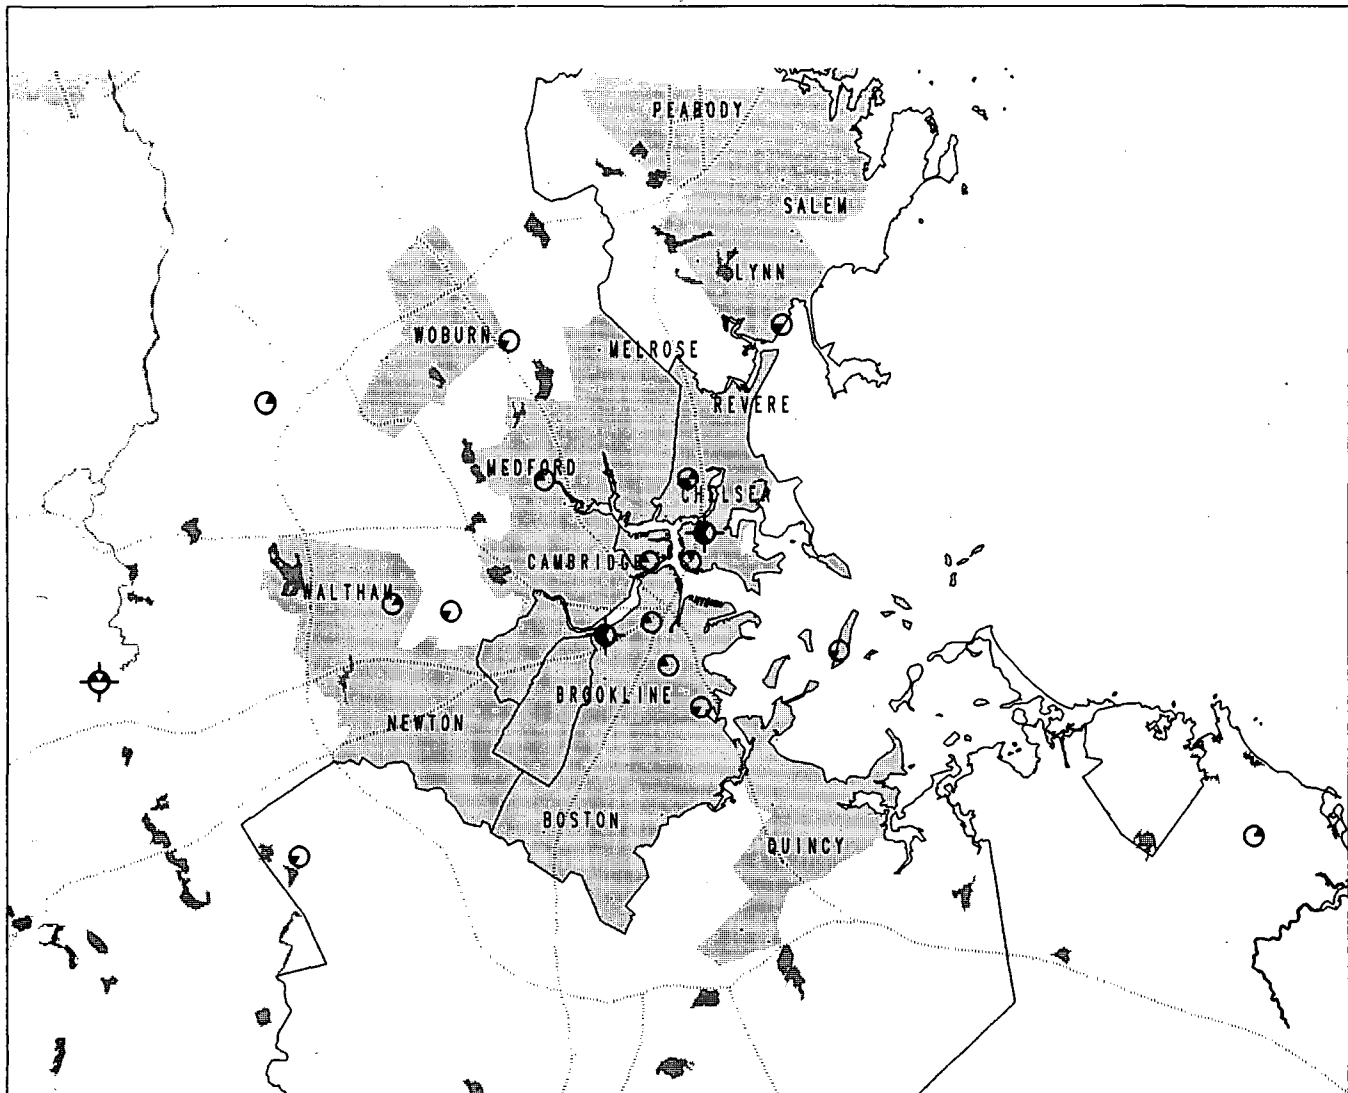 PEABODY
SALEM
LYNN
WOBURN
MELROSE
REVERE
MEDFORD
CHELSEA
CAMBRIDGE
WALTHAM
BROOKLINE
NEWTON
BOSTON
QUINCY